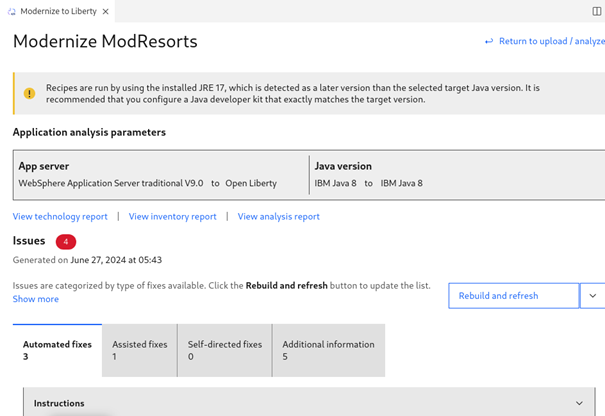 Modernize to Liberty
Modernize ModResorts
Return to upload / analyze
Recipes are run by using the installed JRE 17, which is detected as a later version than the selected target Java version. It is
recommended that you configure a Java developer kit that exactly matches the target version.
Application analysis parameters
App server
WebSphere Application Server traditional V9.0 to Open Liberty
Java version
IBM Java 8 to IBM Java 8
View technology report | View inventory report | View analysis report
Issues 4
Generated on June 27, 2024 at 05:43
Issues are categorized by type of fixes available. Click the Rebuild and refresh button to update the list.
Show more
Rebuild and refresh
Automated fixes
3
Assisted fixes
1
Self-directed fixes
0
Additional information
5
Instructions